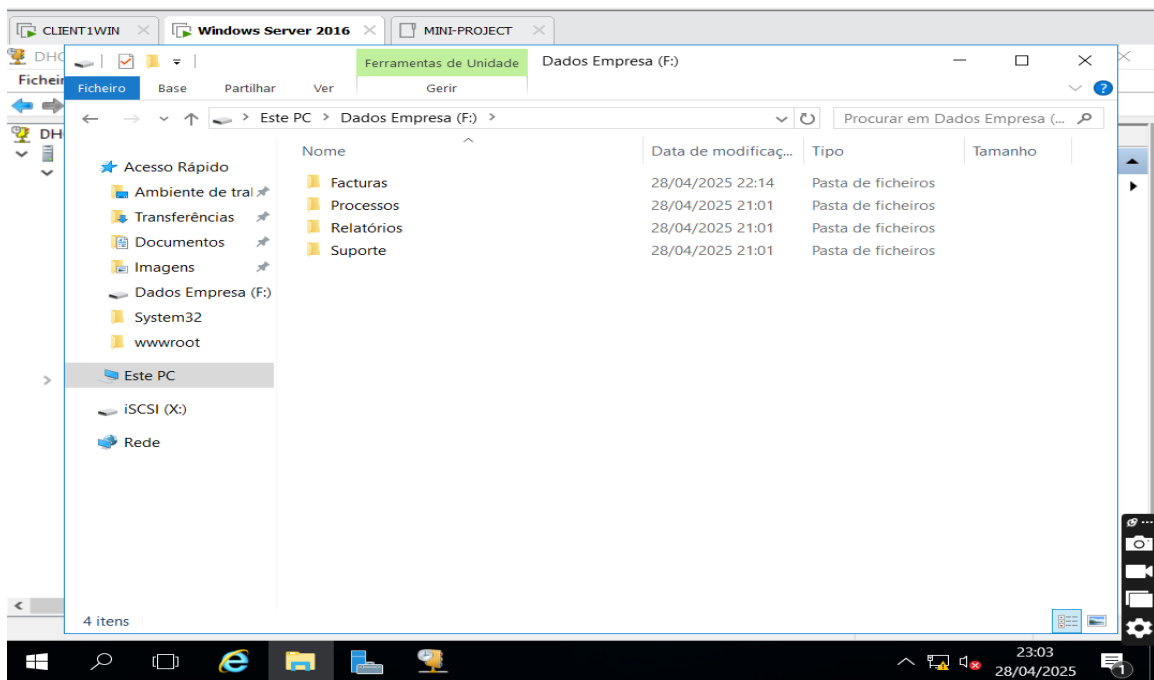 CLIENT1WIN
Windows Server 2016
MINI-PROJECT
DHC
Ferramentas de Unidade
Dados Empresa (F:)
Ficheir
Ficheiro
Base
Partilhar
Ver
Gerir
Este PC > Dados Empresa (F:) >
Procurar em Dados Empresa (...
DH
Nome
Data de modificaç...
Tipo
Tamanho
Acesso Rápido
Ambiente de tral
Transferências
Documentos
Imagens
Dados Empresa (F:)
System32
wwwroot
Este PC
iSCSI (X:)
Rede
Facturas 28/04/2025 22:14 Pasta de ficheiros
Processos 28/04/2025 21:01 Pasta de ficheiros
Relatórios 28/04/2025 21:01 Pasta de ficheiros
Suporte 28/04/2025 21:01 Pasta de ficheiros
4 itens
23:03
28/04/2025
1